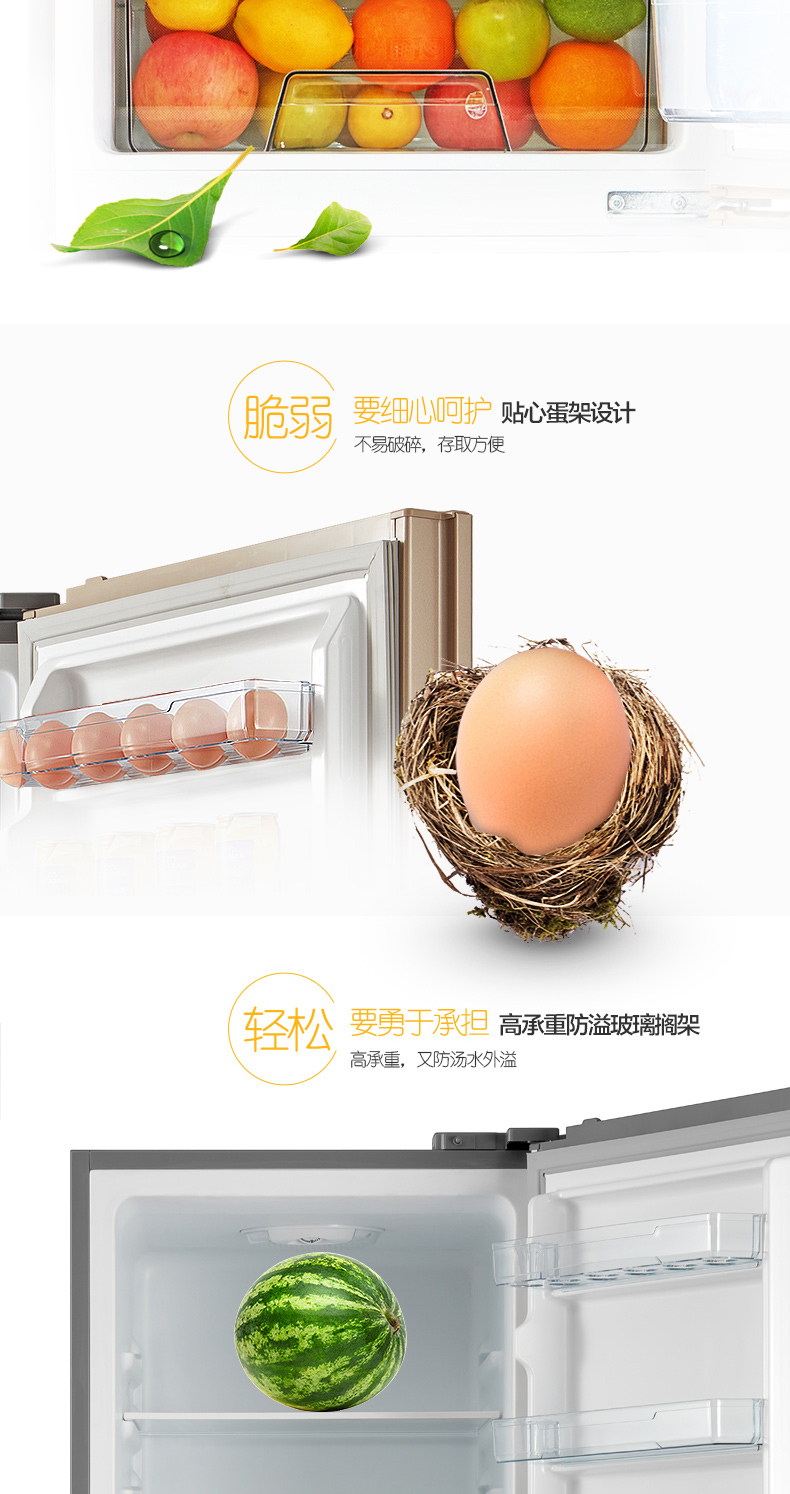 脆弱
要细心呵护 贴心蛋架设计
不易破碎，存取方便
轻松
要勇于承担 高承重防溢玻璃搁架
高承重，又防汤水外溢